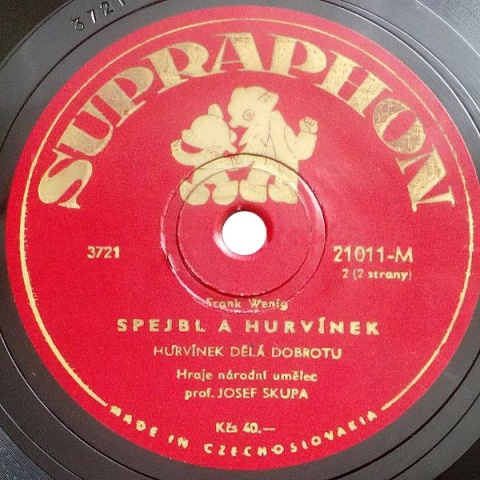 3721
SUPRAPHON
3721
21011-M
2 (2 strany)
Frank Wenig
SPEJBL A HURVÍNEK
HURVÍNEK DĚLÁ DOBROTU
Hraje národní umělec
prof. JOSEF SKUPA
Kčs 40.—
MADE IN CZECHOSLOVAKIA